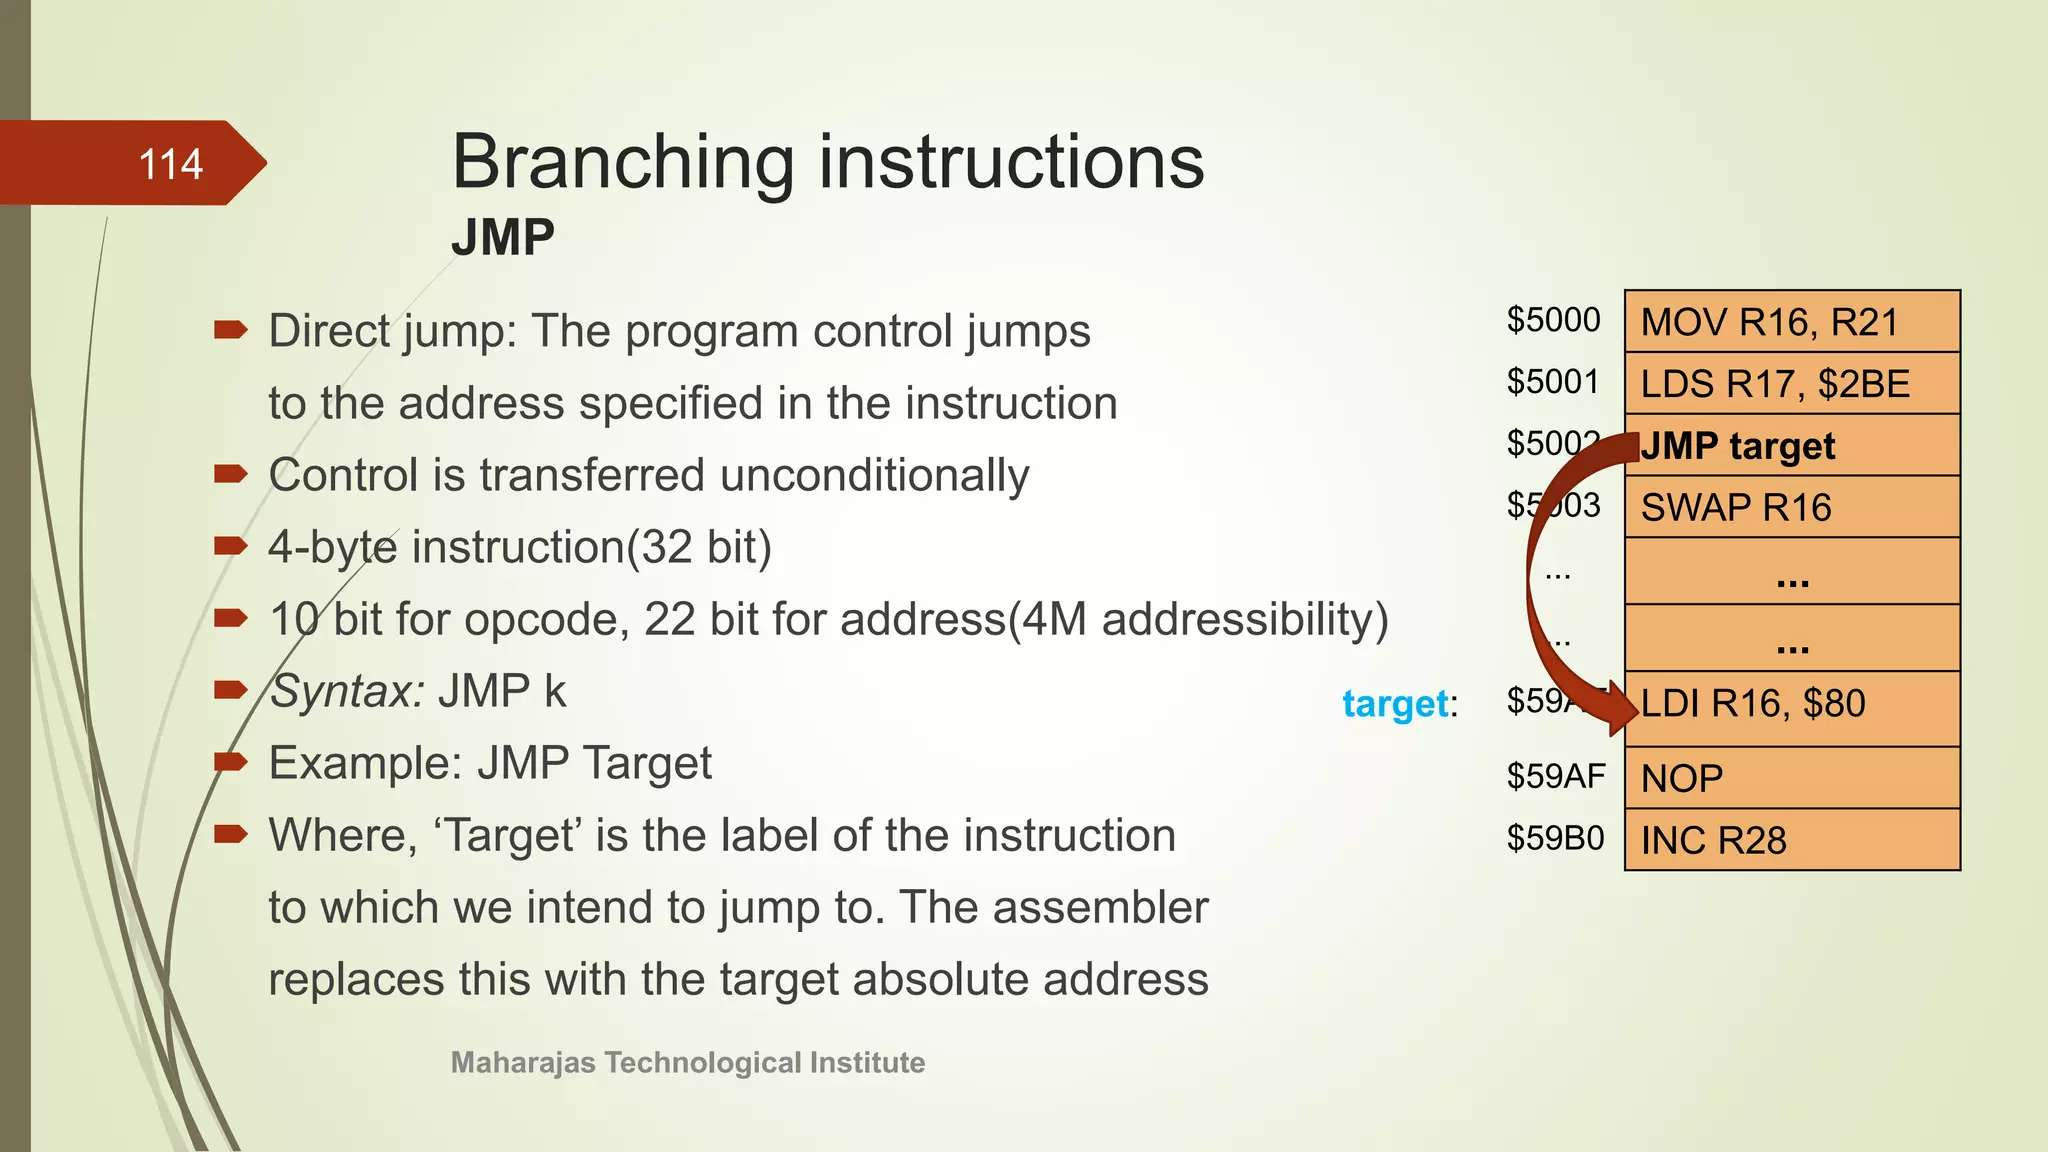 114
Branching instructions
JMP
Direct jump: The program control jumps
to the address specified in the instruction
Control is transferred unconditionally
4-byte instruction(32 bit)
10 bit for opcode, 22 bit for address(4M addressibility)
Syntax: JMP k
Example: JMP Target
Where, ‘Target’ is the label of the instruction
to which we intend to jump to. The assembler
replaces this with the target absolute address
$5000 MOV R16, R21
$5001 LDS R17, $2BE
$5002 JMP target
$5003 SWAP R16
... ...
... ...
target: LDI R16, $80
$59AF NOP
$59B0 INC R28
Maharajas Technological Institute